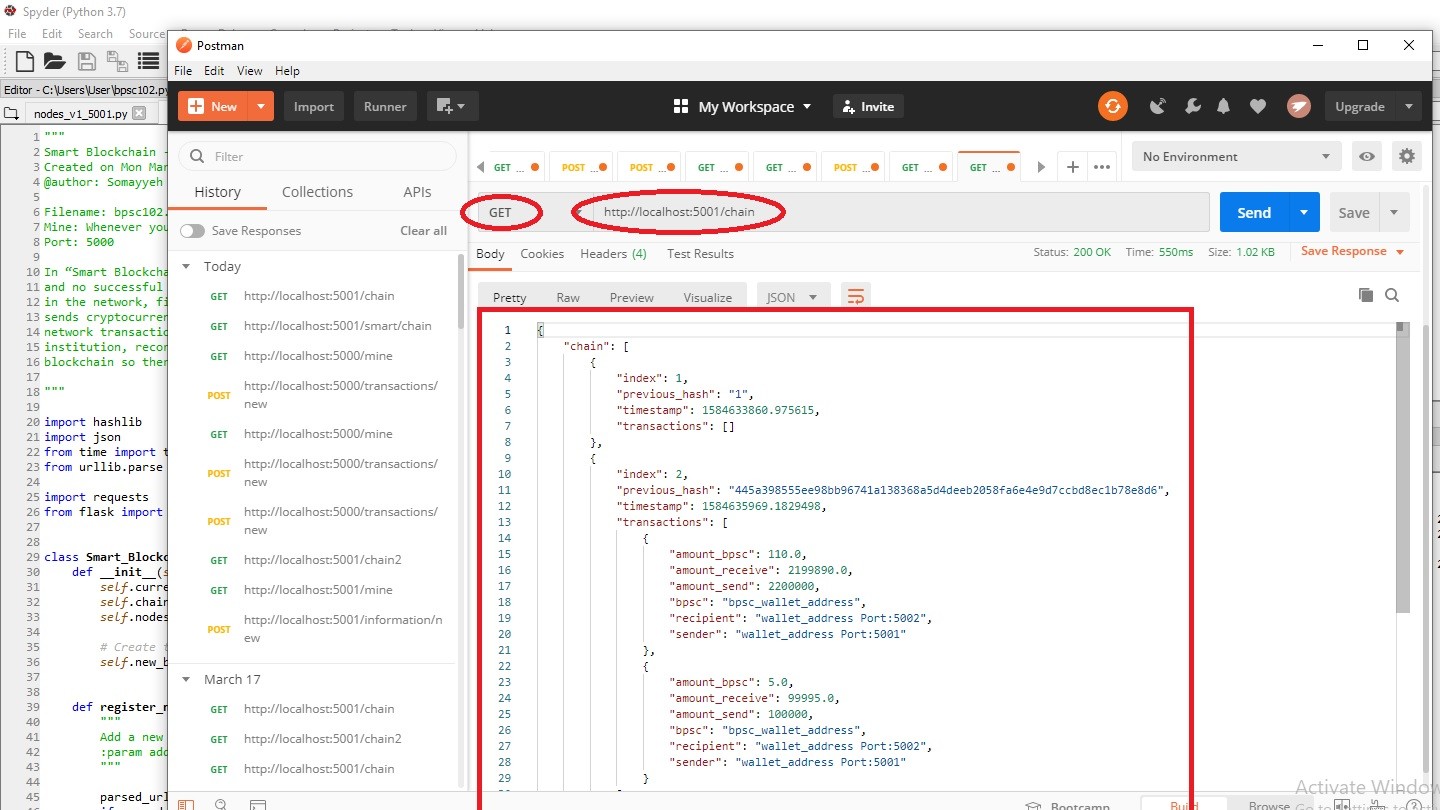 Spyder (Python 3.7)
File Edit Search Source
Postman
File Edit View Help
New Import Runner My Workspace Invite Upgrade
Editor - C:\Users\User\bpsc102.py
nodes_v1_5001.py
1 """
2 Smart Blockchain -
3 Created on Mon Mar
4 @author: Somayyeh
5
6 Filename: bpsc102.
7 Mine: Whenever you
8 Port: 5000
9
10 In “Smart Blockcha
11 and no successful
12 in the network, fi
13 sends cryptocurren
14 network transactio
15 institution, recor
16 blockchain so ther
17
18 """
19
20 import hashlib
21 import json
22 from time import t
23 from urllib.parse
24
25 import requests
26 from flask import
27
28
29 class Smart_Blockc
30 def __init__(s
31 self.curre
32 self.chain
33 self.nodes
34
35 # Create t
36 self.new_b
37
38
39 def register_n
40 """
41 Add a new
42 :param add
43 """
44
45 parsed_url
46
Filter
History Collections APIs
Save Responses Clear all
Today
GET http://localhost:5001/chain
GET http://localhost:5001/smart/chain
GET http://localhost:5000/mine
POST http://localhost:5000/transactions/
new
GET http://localhost:5000/mine
POST http://localhost:5000/transactions/
new
POST http://localhost:5000/transactions/
new
GET http://localhost:5001/chain2
GET http://localhost:5001/mine
POST http://localhost:5001/information/n
ew
March 17
GET http://localhost:5001/chain
GET http://localhost:5001/chain2
GET http://localhost:5001/chain
GET ... POST ... POST ... GET ... GET ... POST ... GET ... GET ...
No Environment
GET http://localhost:5001/chain Send Save
Body Cookies Headers (4) Test Results Status: 200 OK Time: 550ms Size: 1.02 KB Save Response
Pretty Raw Preview Visualize JSON
1 {
2 "chain": [
3 {
4 "index": 1,
5 "previous_hash": "1",
6 "timestamp": 1584633860.975615,
7 "transactions": []
8 },
9 {
10 "index": 2,
11 "previous_hash": "445a398555ee98bb96741a138368a5d4deeb2058fa6e4e9d7ccbd8ec1b78e8d6",
12 "timestamp": 1584635969.1829498,
13 "transactions": [
14 {
15 "amount_bpsc": 110.0,
16 "amount_receive": 2199890.0,
17 "amount_send": 2200000,
18 "bpsc": "bpsc_wallet_address",
19 "recipient": "wallet_address Port:5002",
20 "sender": "wallet_address Port:5001"
21 },
22 {
23 "amount_bpsc": 5.0,
24 "amount_receive": 99995.0,
25 "amount_send": 100000,
26 "bpsc": "bpsc_wallet_address",
27 "recipient": "wallet_address Port:5002",
28 "sender": "wallet_address Port:5001"
29 }
Activate Window
Bootcamp Build Browse